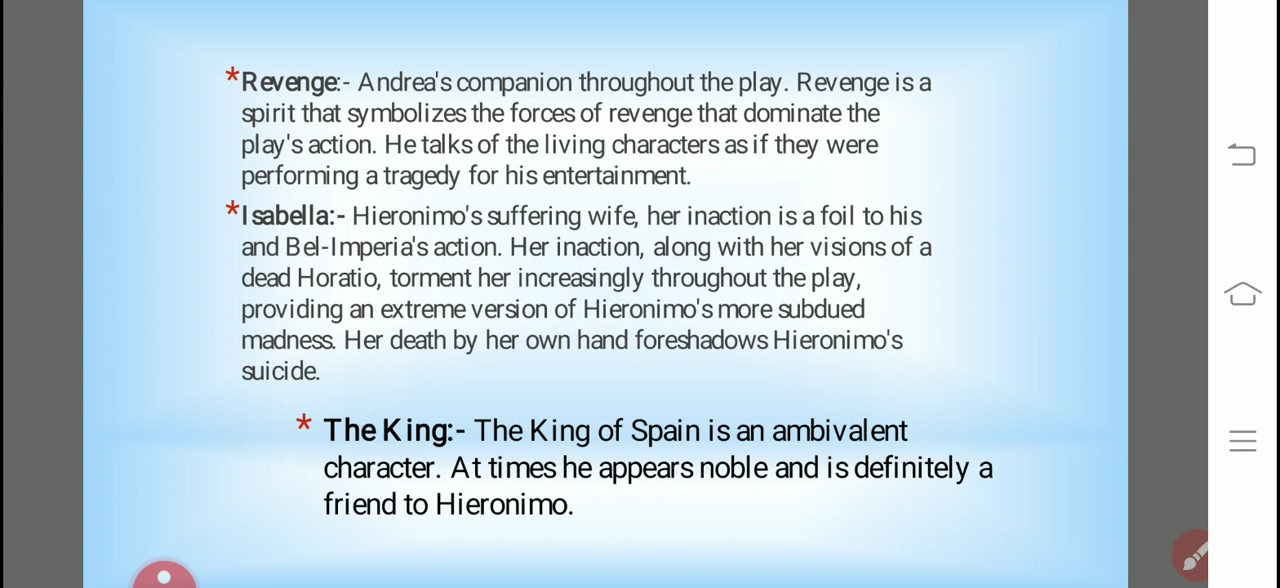 *Revenge:- Andrea's companion throughout the play. Revenge is a
spirit that symbolizes the forces of revenge that dominate the
play's action. He talks of the living characters as if they were
performing a tragedy for his entertainment.
*Isabella:- Hieronimo's suffering wife, her inaction is a foil to his
and Bel-Imperia's action. Her inaction, along with her visions of a
dead Horatio, torment her increasingly throughout the play,
providing an extreme version of Hieronimo's more subdued
madness. Her death by her own hand foreshadows Hieronimo's
suicide.
* The King:- The King of Spain is an ambivalent
character. At times he appears noble and is definitely a
friend to Hieronimo.